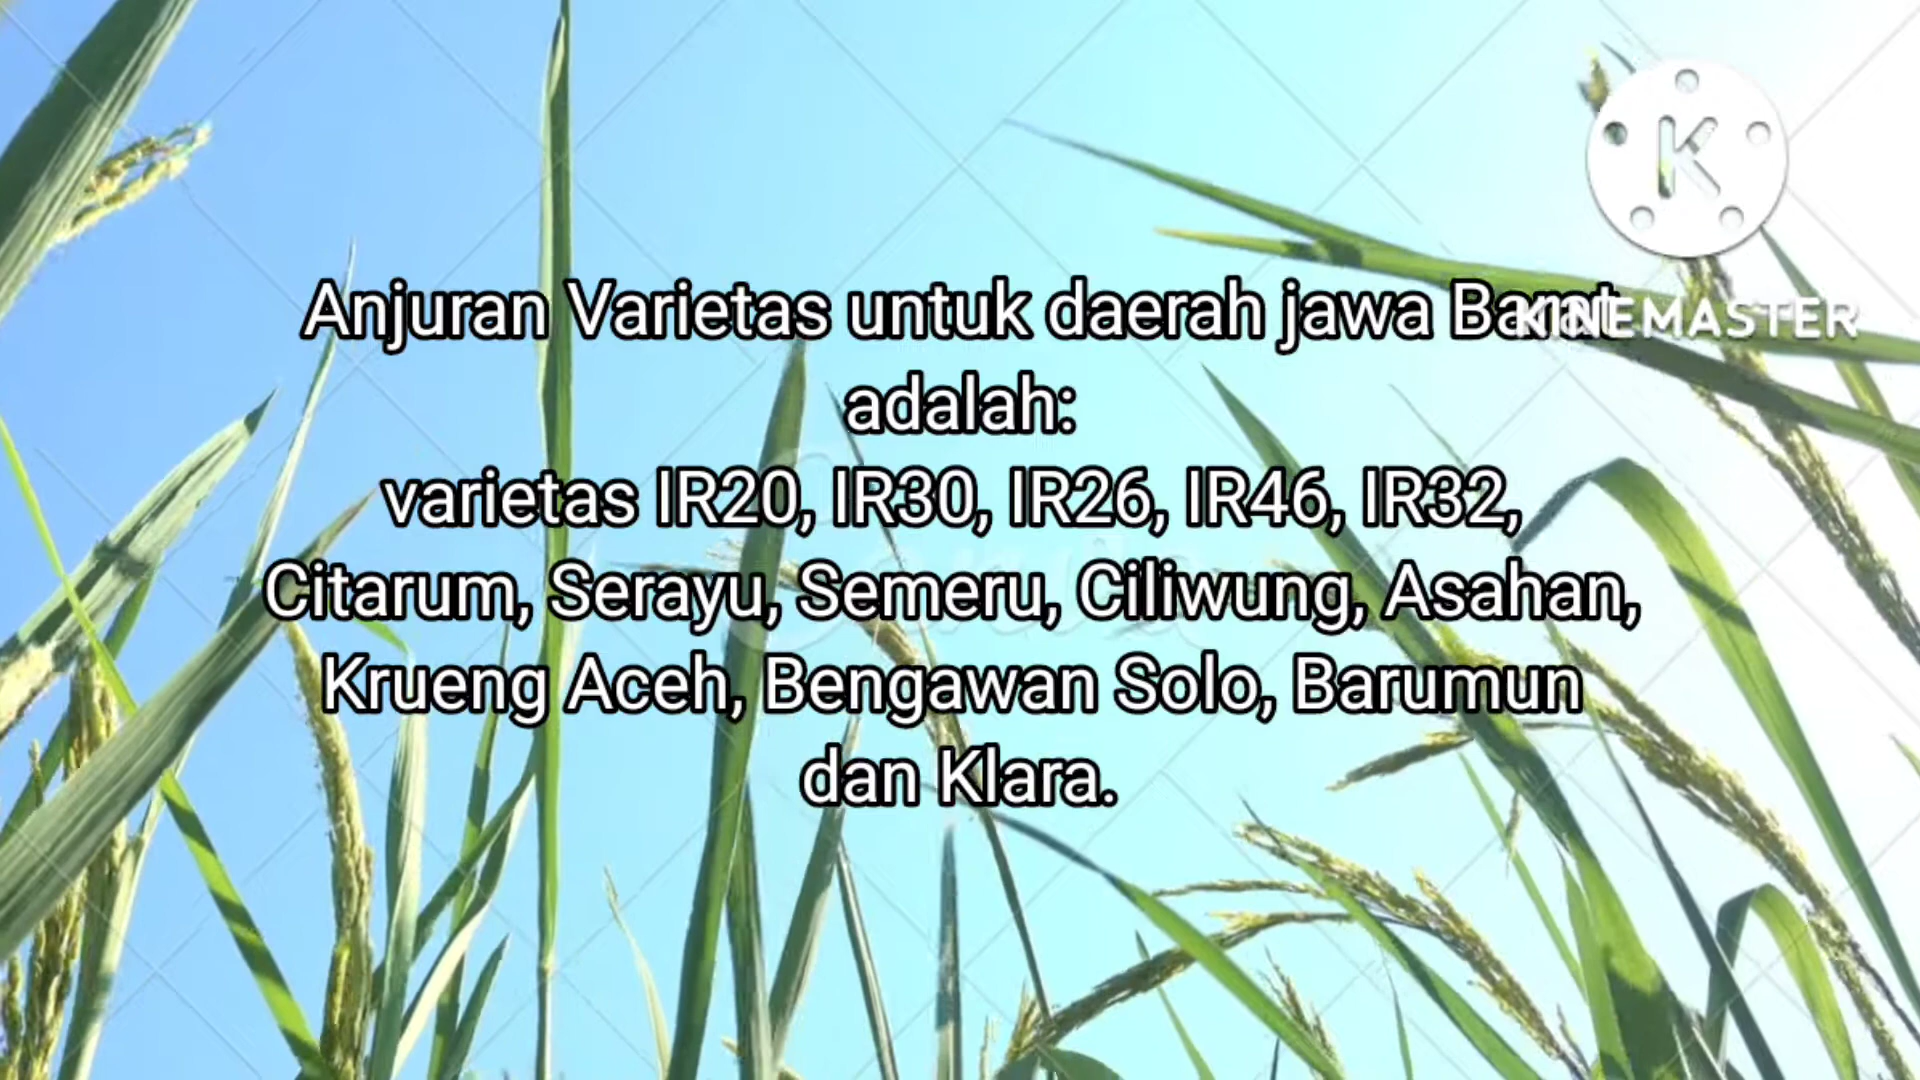 Anjuran Varietas untuk daerah jawa Barat
adalah:
varietas IR20, IR30, IR26, IR46, IR32,
Citarum, Serayu, Semeru, Ciliwung, Asahan,
Krueng Aceh, Bengawan Solo, Barumun
dan Klara.
K
KINEMASTER